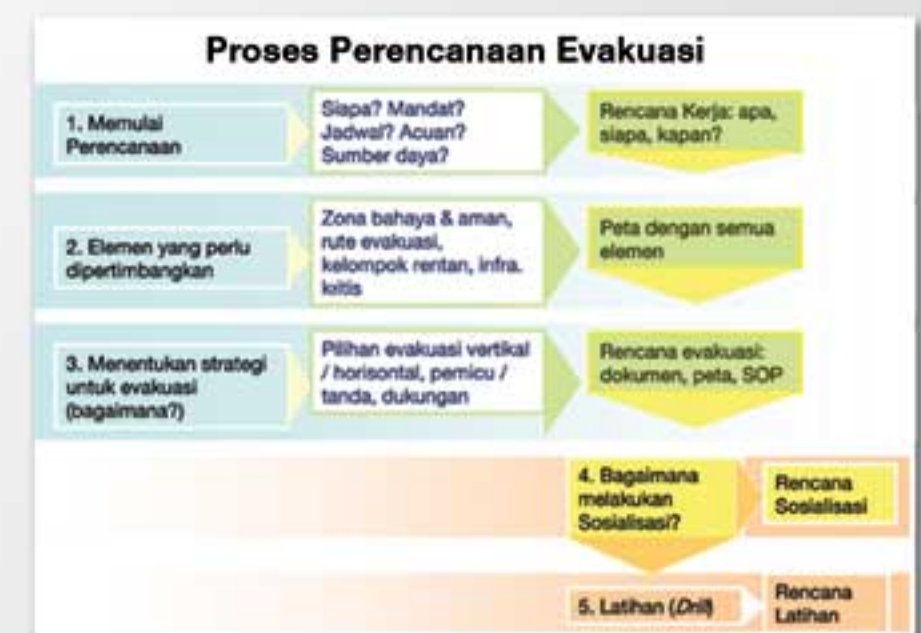 Proses Perencanaan Evakuasi
1. Memulai
Perencanaan
Siapa? Mandat?
Jadwal? Acuan?
Sumber daya?
Rencana Kerja: apa,
siapa, kapan?
2. Elemen yang perlu
dipertimbangkan
Zona bahaya & aman,
rute evakuasi,
kelompok rentan, infra.
kritis
Peta dengan semua
elemen
3. Menentukan strategi
untuk evakuasi
(bagaimana?)
Pilihan evakuasi vertikal
/ horisontal, pemicu /
tanda, dukungan
Rencana evakuasi:
dokumen, peta, SOP
4. Bagaimana
melakukan
Sosialisasi?
Rencana
Sosialisasi
5. Latihan (Drill)
Rencana
Latihan